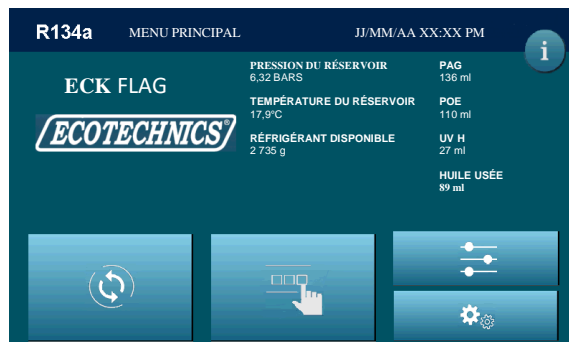 R134a MENU PRINCIPAL JJ/MM/AA XX:XX PM
i
ECK FLAG
ECOTECHNICS
PRESSION DU RÉSERVOIR
6,32 BARS
TEMPÉRATURE DU RÉSERVOIR
17,9°C
RÉFRIGÉRANT DISPONIBLE
2 735 g
PAG
136 ml
POE
110 ml
UV H
27 ml
HUILE USÉE
89 ml